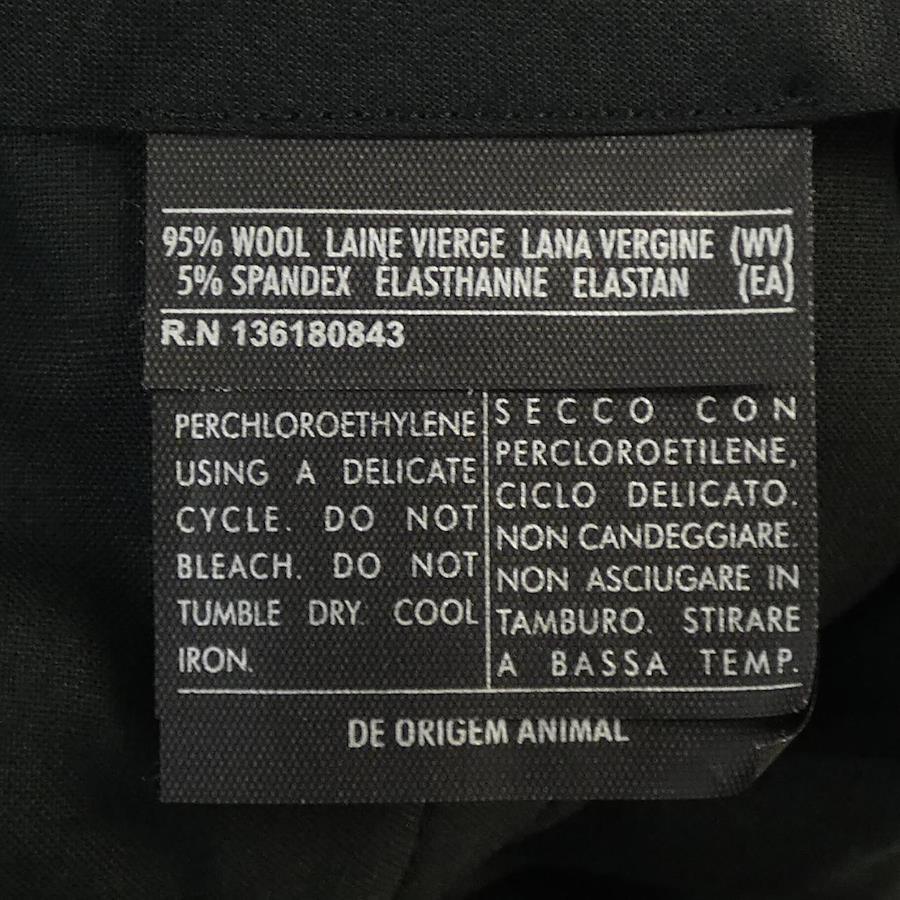 95% WOOL LAINE VIERGE LANA VERGINE (WV)
5% SPANDEX ÉLASTHANNE ELASTAN (EA)
R.N 136180843
PERCHLOROETHYLENE
USING A DELICATE
CYCLE. DO NOT
BLEACH. DO NOT
TUMBLE DRY. COOL
IRON.
SECCO CON
PERCLOROETILENE,
CICLO DELICATO.
NON CANDEGGIARE.
NON ASCIUGARE IN
TAMBURO. STIRARE
A BASSA TEMP.
DE ORIGEM ANIMAL